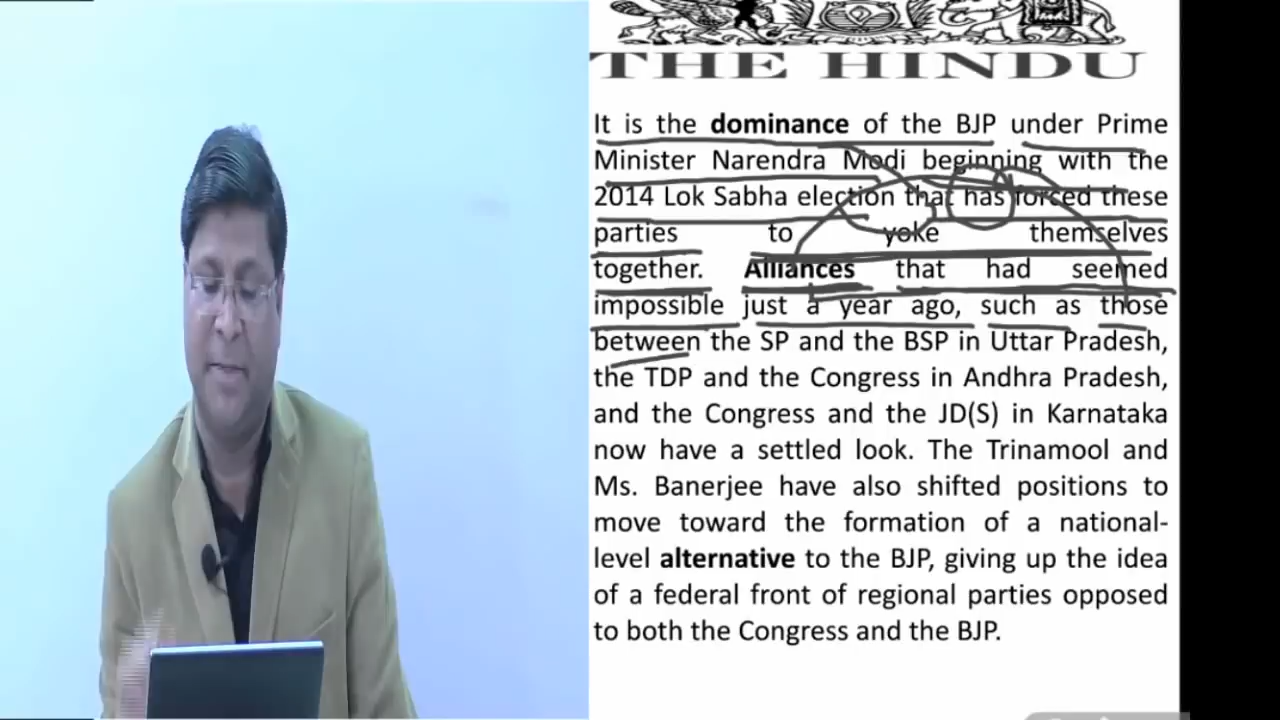 THE HINDU
It is the dominance of the BJP under Prime
Minister Narendra Modi beginning with the
2014 Lok Sabha election that has forced these
parties to yoke themselves
together. Alliances that had seemed
impossible just a year ago, such as those
between the SP and the BSP in Uttar Pradesh,
the TDP and the Congress in Andhra Pradesh,
and the Congress and the JD(S) in Karnataka
now have a settled look. The Trinamool and
Ms. Banerjee have also shifted positions to
move toward the formation of a national-
level alternative to the BJP, giving up the idea
of a federal front of regional parties opposed
to both the Congress and the BJP.